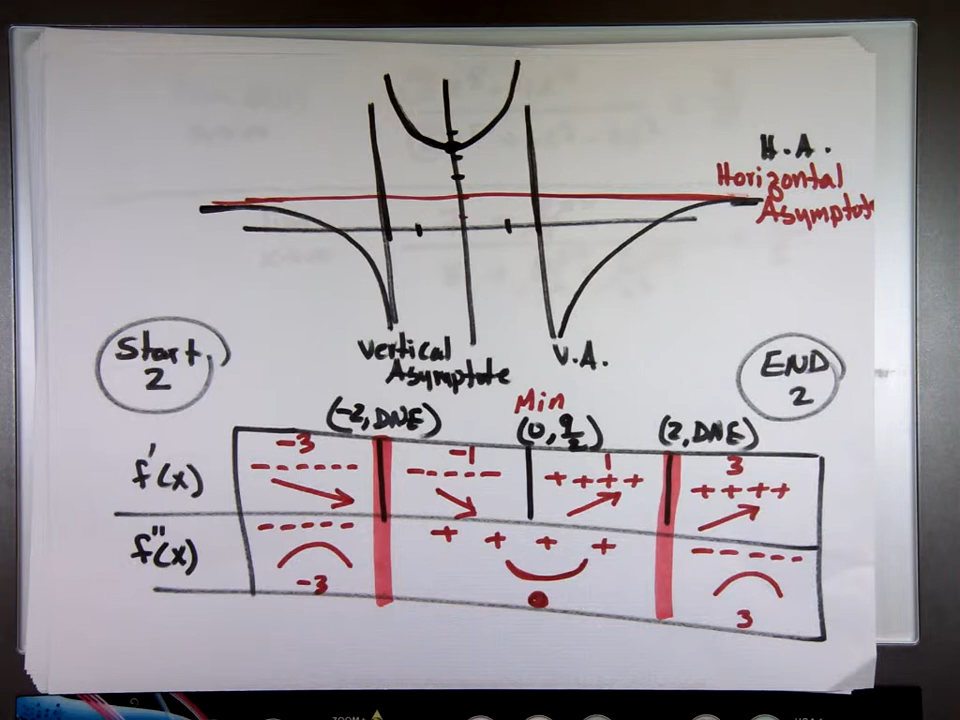 H.A.
Horizontal
Asymptote
Start
2
Vertical
Asymptote
V.A.
END
2
Min
(-2, DNE)
(0, 9/2)
(2, DNE)
f'(x)
-3
-1
1
3
- - - - - - - -
- - - - - -
+ + + + +
+ + + +
f"(x)
- - - - - -
+ + + +
- - - - - -
-3
3